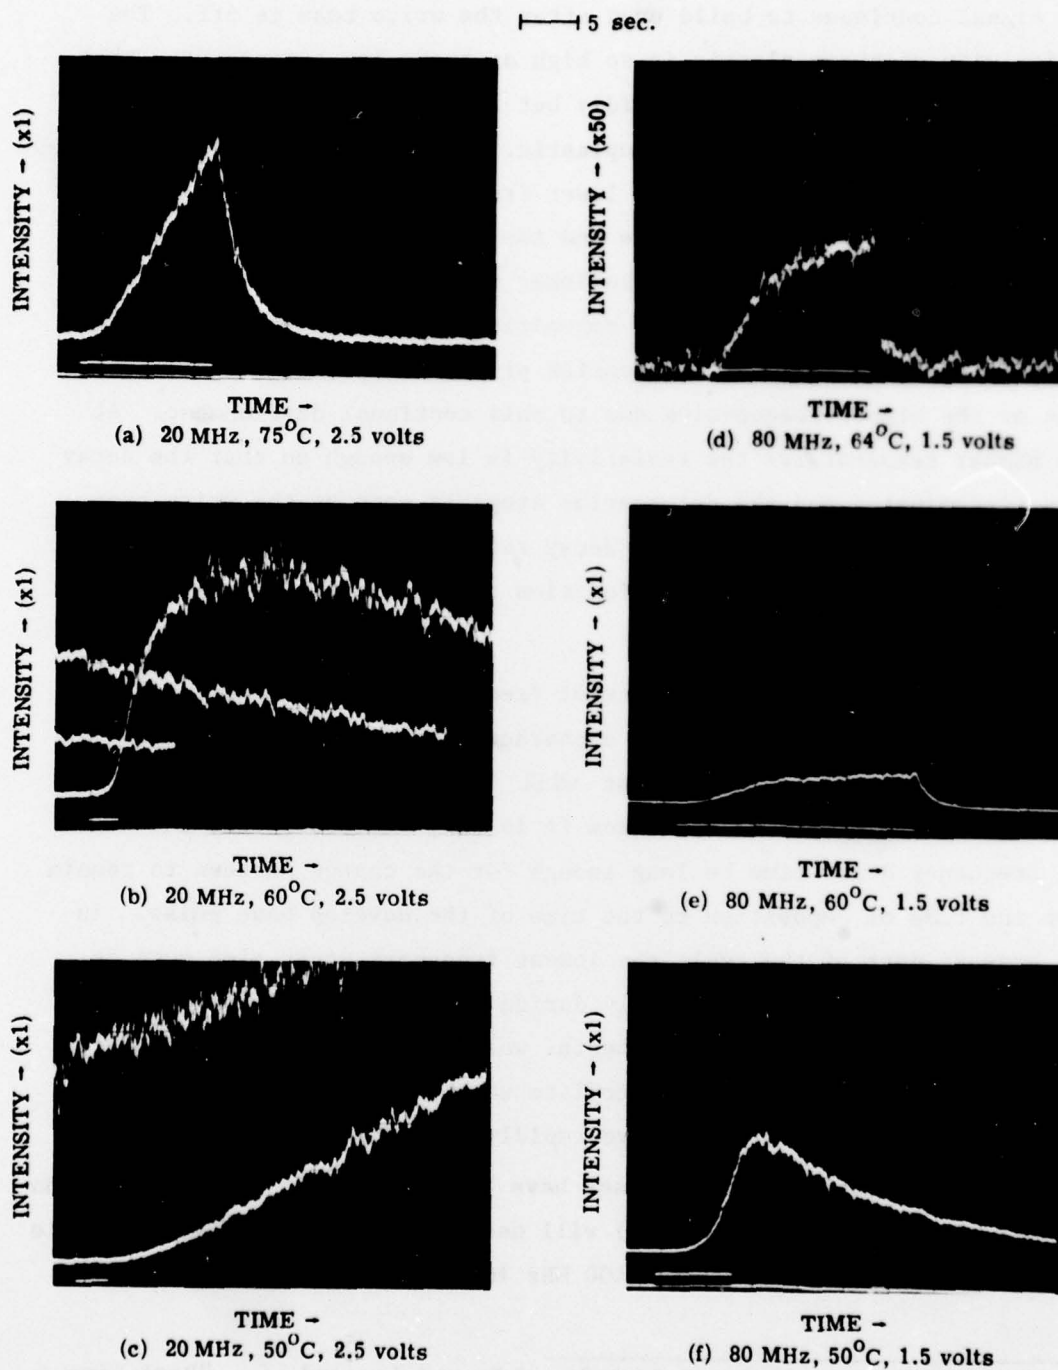 5 sec.
INTENSITY → (x1)
TIME →
(a) 20 MHz, 75°C, 2.5 volts
INTENSITY → (x50)
TIME →
(d) 80 MHz, 64°C, 1.5 volts
INTENSITY → (x1)
TIME →
(b) 20 MHz, 60°C, 2.5 volts
INTENSITY → (x1)
TIME →
(e) 80 MHz, 60°C, 1.5 volts
INTENSITY → (x1)
TIME →
(c) 20 MHz, 50°C, 2.5 volts
INTENSITY → (x1)
TIME →
(f) 80 MHz, 50°C, 1.5 volts